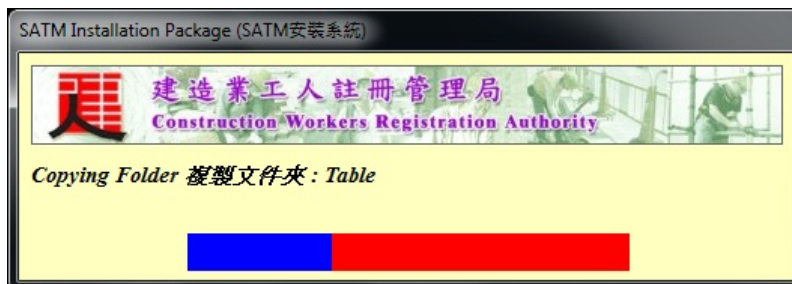 SATM Installation Package (SATM安裝系統)
建造業工人註冊管理局
Construction Workers Registration Authority
Copying Folder 複製文件夾 : Table